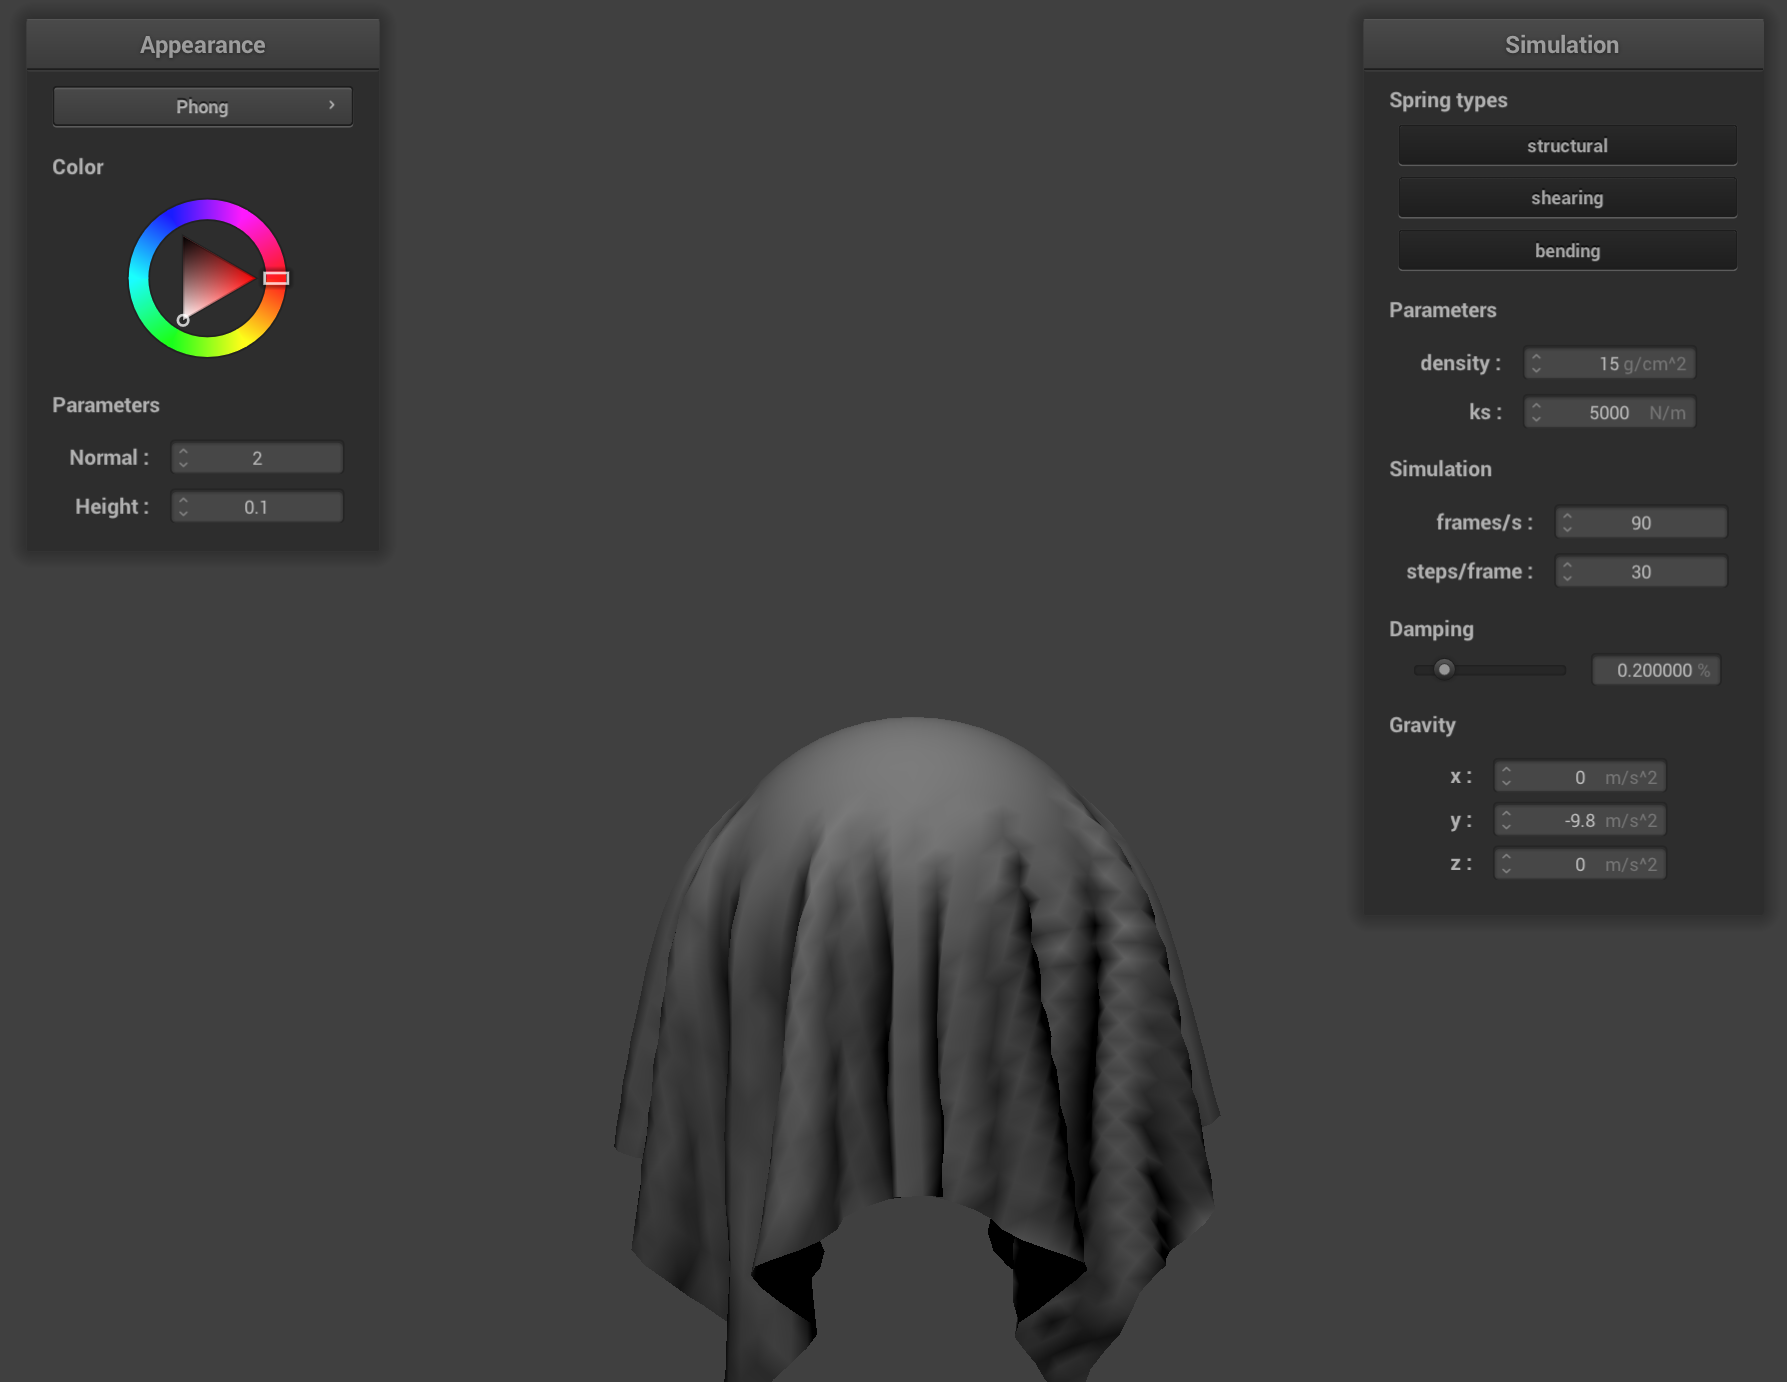 Appearance
Phong
Color
Parameters
Normal : 2
Height : 0.1
Simulation
Spring types
structural
shearing
bending
Parameters
density : 15 g/cm^2
ks : 5000 N/m
Simulation
frames/s : 90
steps/frame : 30
Damping
0.200000 %
Gravity
x : 0 m/s^2
y : -9.8 m/s^2
z : 0 m/s^2